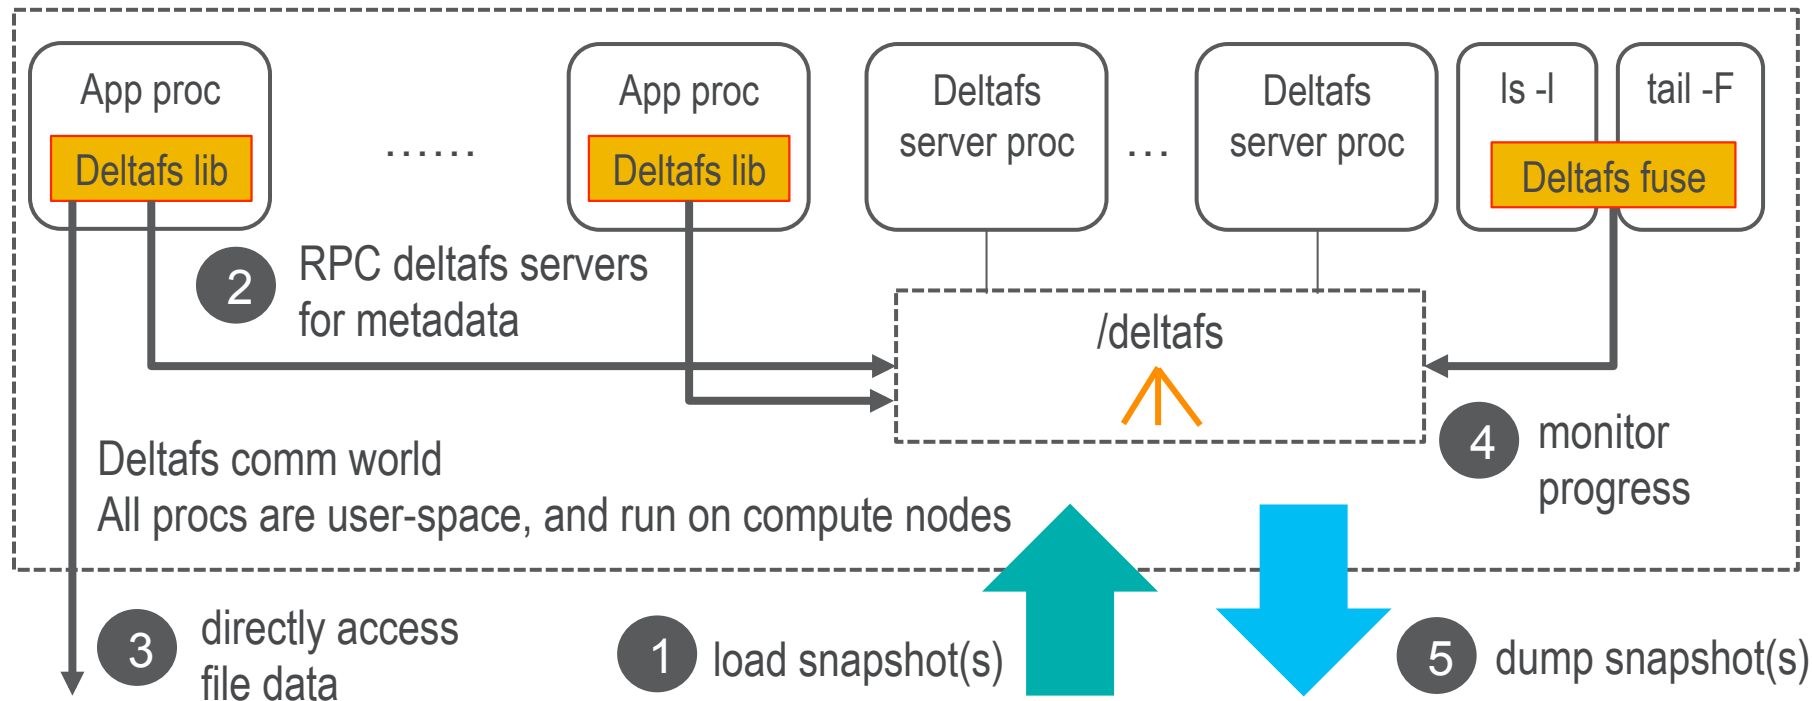 App proc
Deltafs lib
......
App proc
Deltafs lib
Deltafs
server proc
...
Deltafs
server proc
ls -l
tail -F
Deltafs fuse
2
RPC deltafs servers
for metadata
/deltafs
4
monitor
progress
Deltafs comm world
All procs are user-space, and run on compute nodes
3
directly access
file data
1
load snapshot(s)
5
dump snapshot(s)